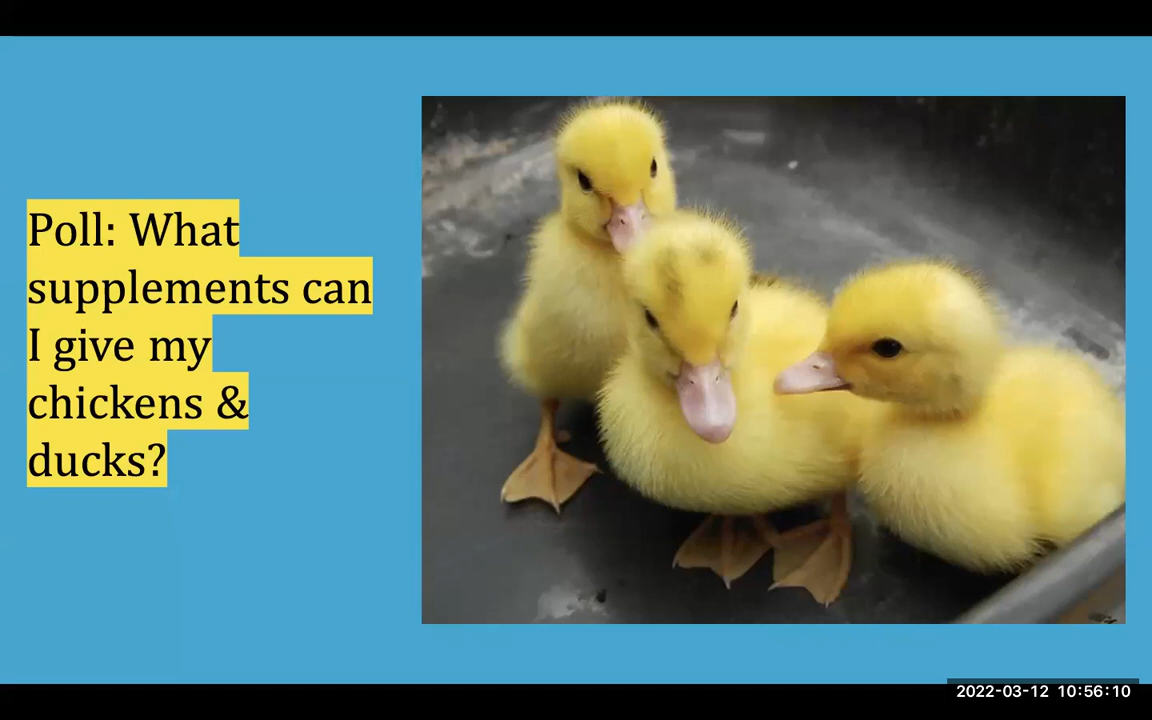 Poll: What
supplements can
I give my
chickens &
ducks?
2022-03-12 10:56:10